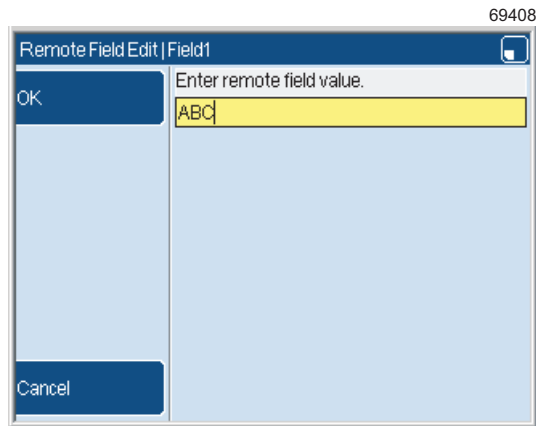 69408
Remote Field Edit | Field1
OK
Enter remote field value.
ABC
Cancel